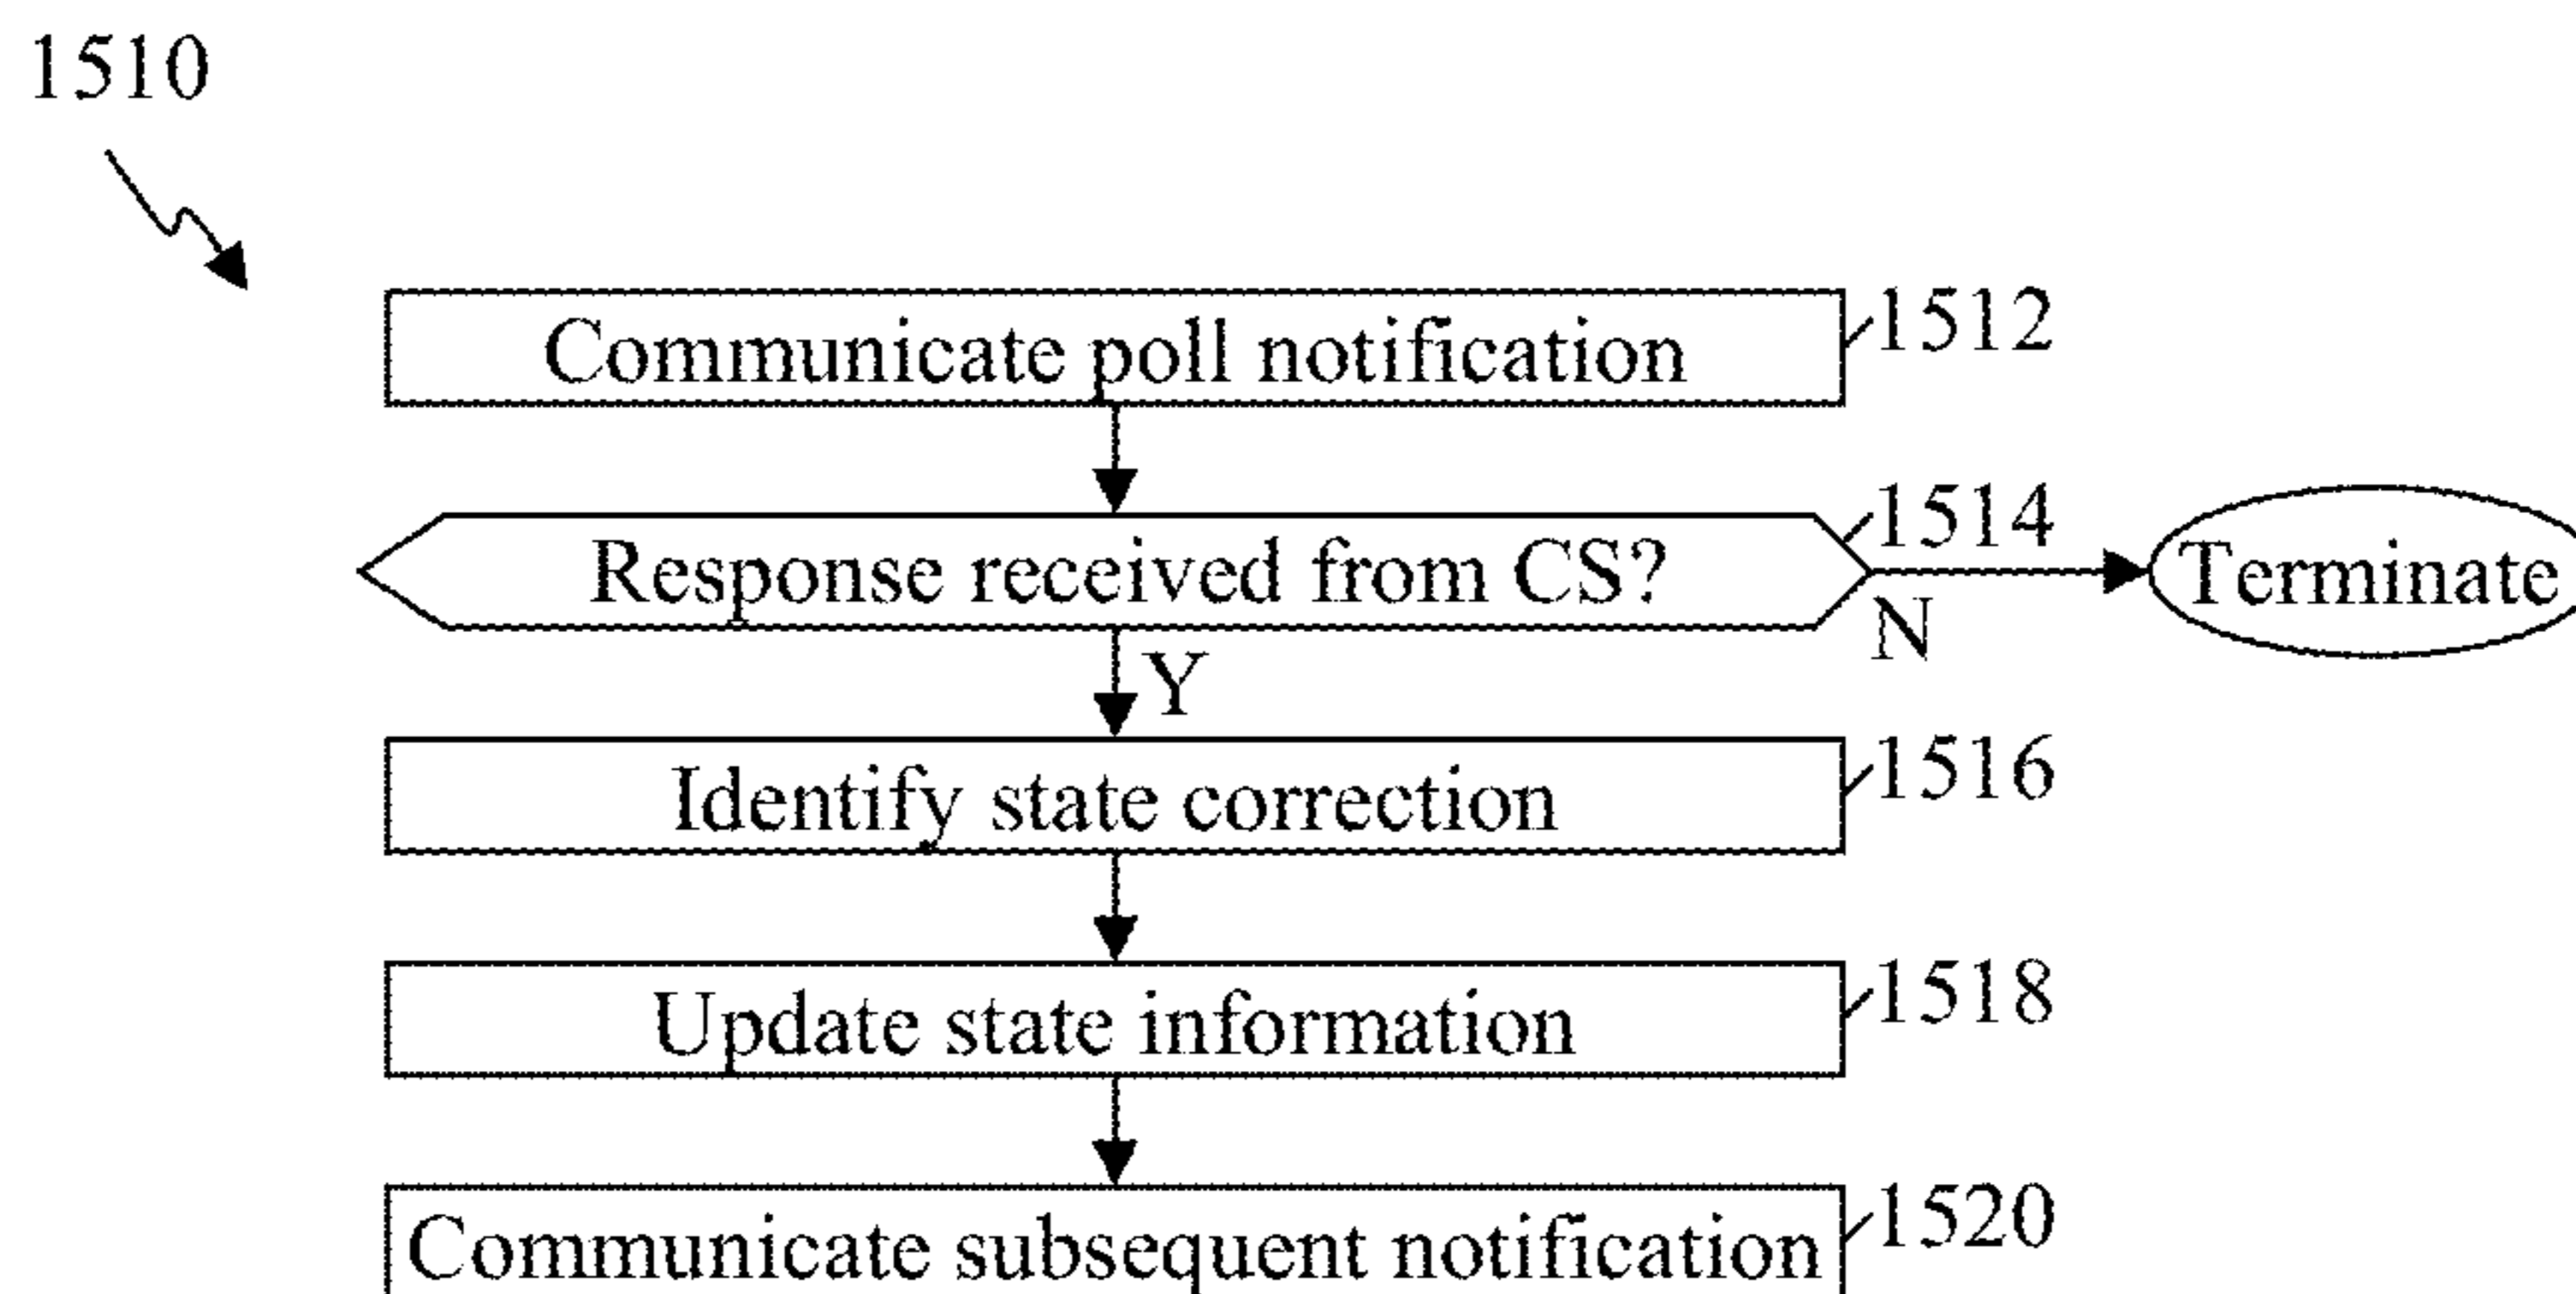 1510
Communicate poll notification
1512
Response received from CS?
1514
Terminate
N
Y
Identify state correction
1516
Update state information
1518
Communicate subsequent notification
1520